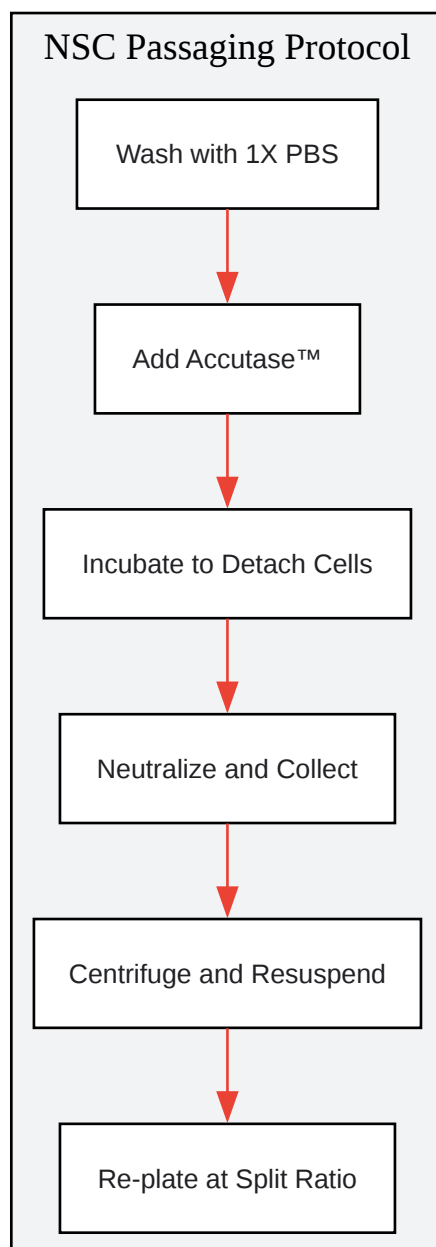 NSC Passaging Protocol
Wash with 1X PBS
Add Accutase™
Incubate to Detach Cells
Neutralize and Collect
Centrifuge and Resuspend
Re-plate at Split Ratio